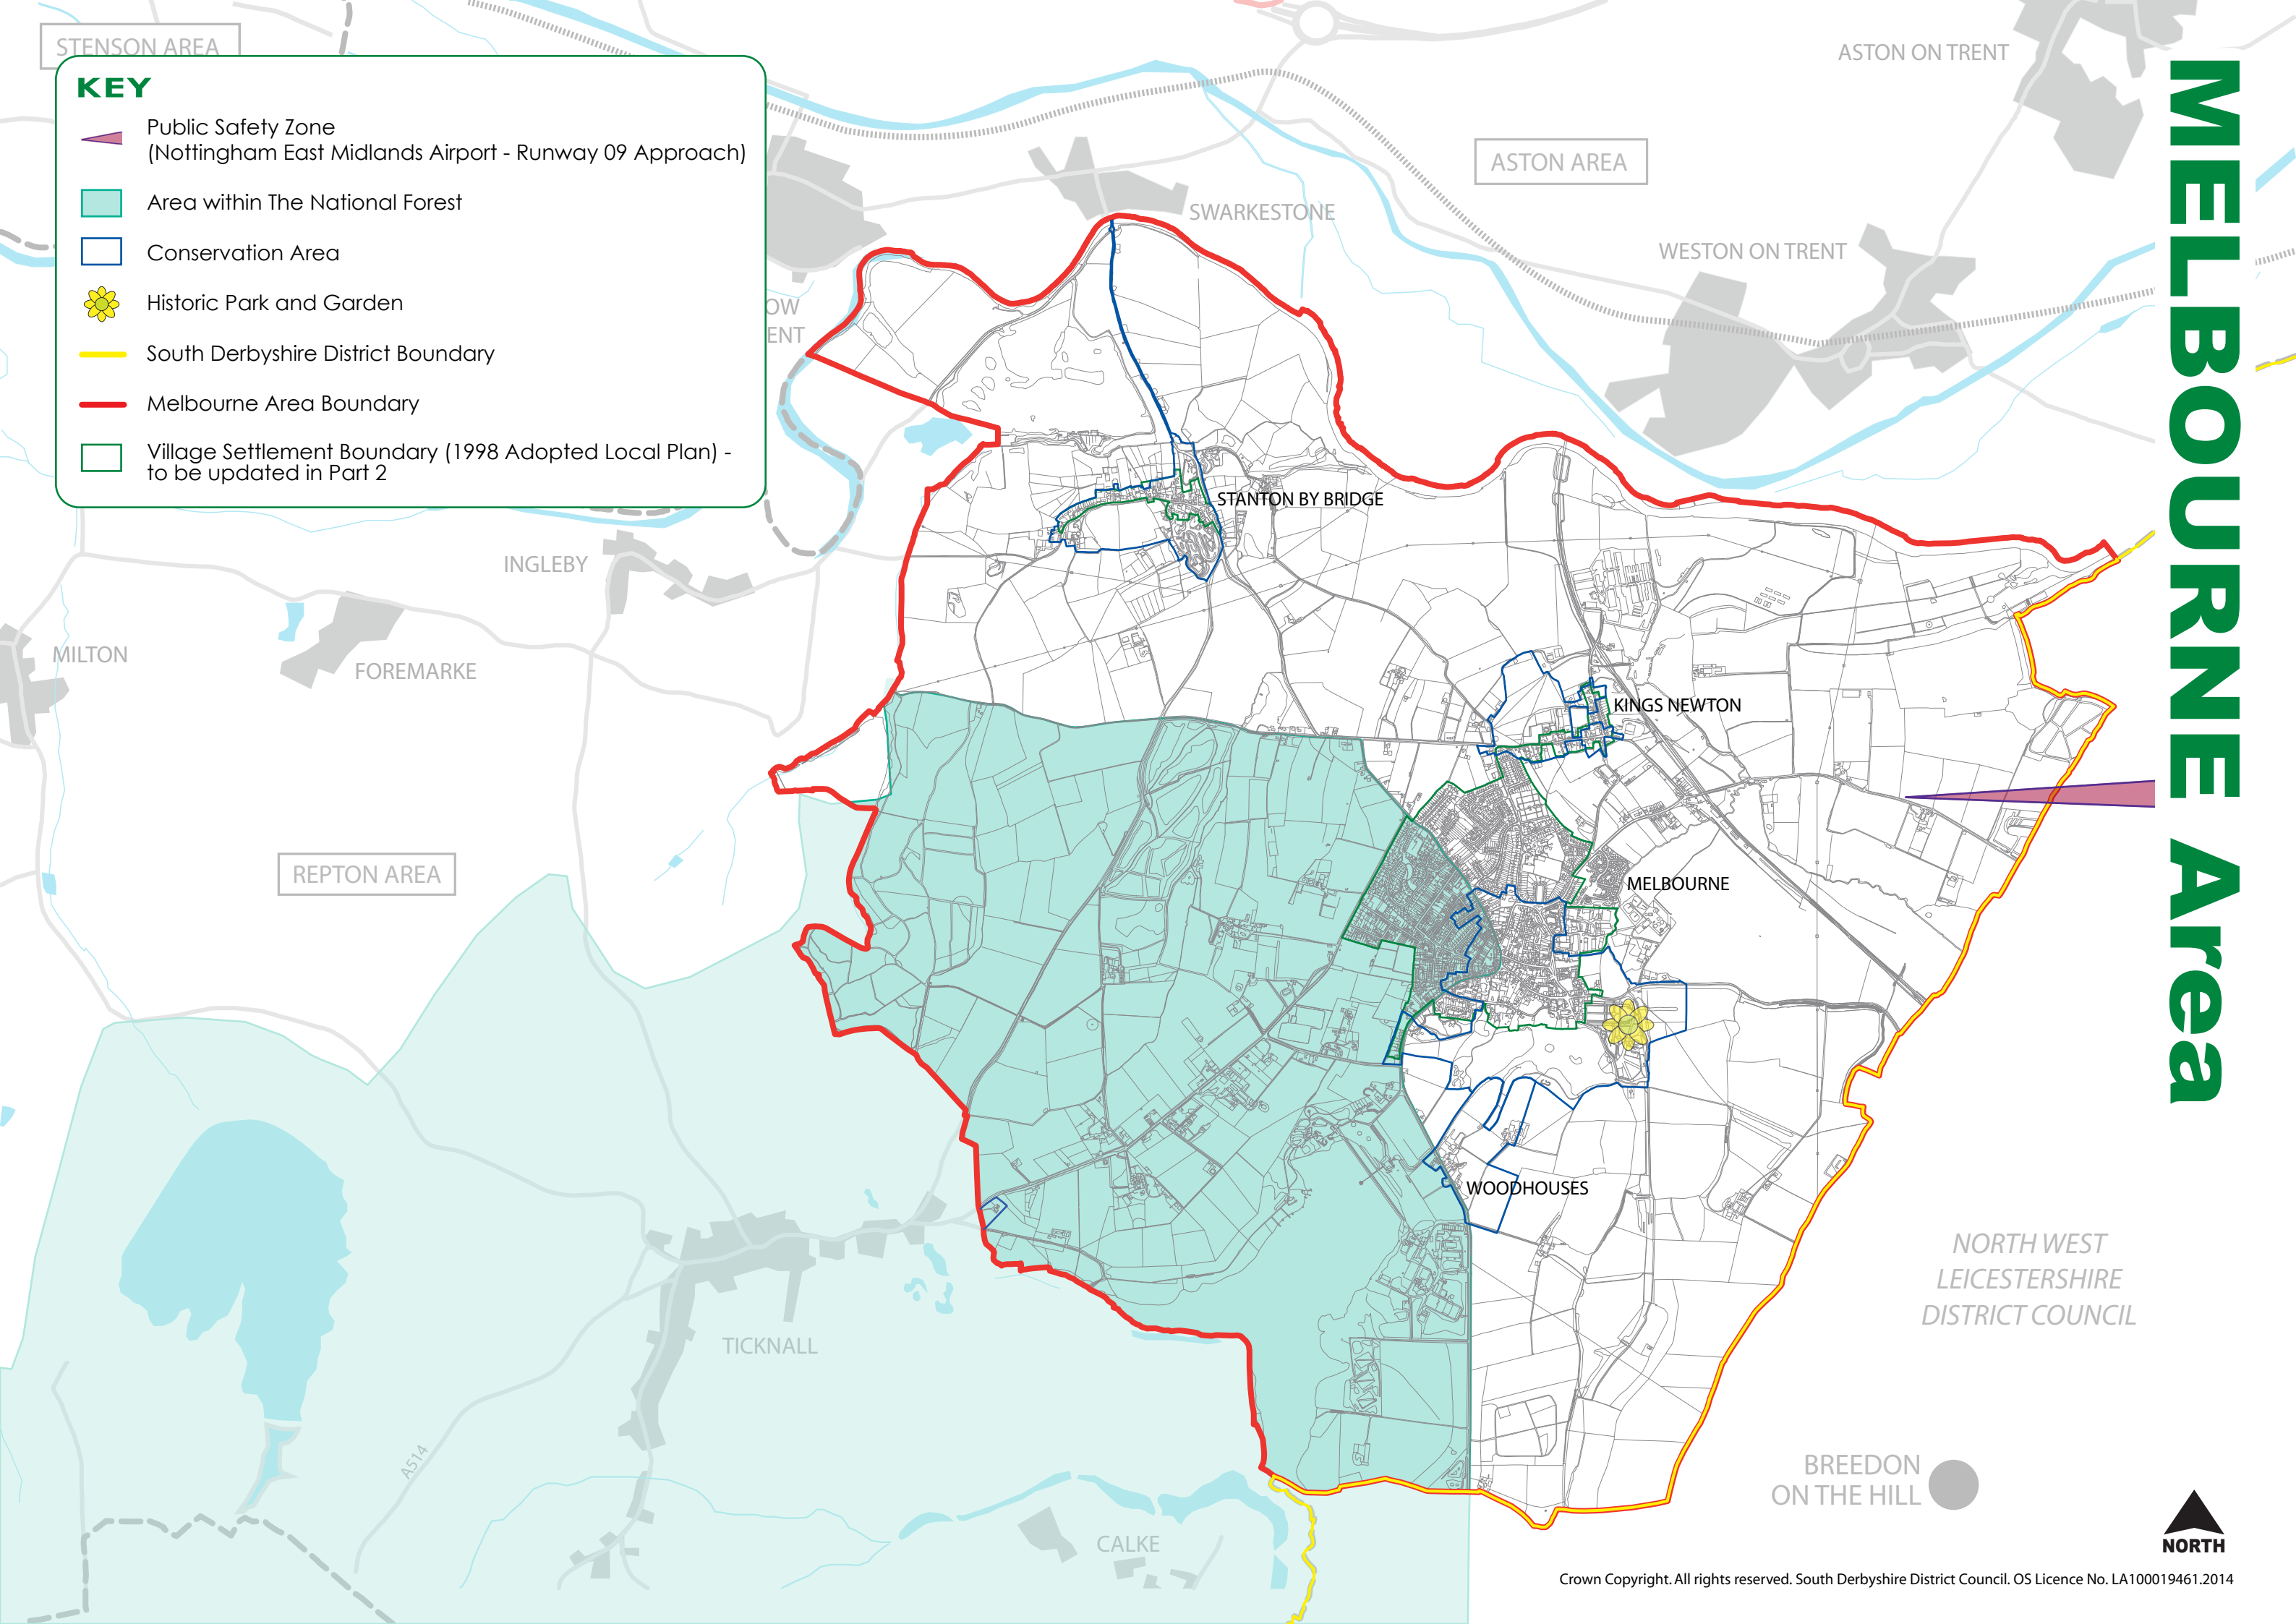 STENSON AREA
KEY
Public Safety Zone
(Nottingham East Midlands Airport - Runway 09 Approach)
Area within The National Forest
Conservation Area
Historic Park and Garden
South Derbyshire District Boundary
Melbourne Area Boundary
Village Settlement Boundary (1998 Adopted Local Plan) -
to be updated in Part 2
MELBOURNE Area
ASTON ON TRENT
ASTON AREA
SWARKESTONE
WESTON ON TRENT
OW
ENT
STANTON BY BRIDGE
INGLEBY
MILTON
FOREMARKE
KINGS NEWTON
REPTON AREA
MELBOURNE
WOODHOUSES
NORTH WEST
LEICESTERSHIRE
DISTRICT COUNCIL
TICKNALL
A514
BREEDON
ON THE HILL
CALKE
NORTH
Crown Copyright. All rights reserved. South Derbyshire District Council. OS Licence No. LA100019461.2014